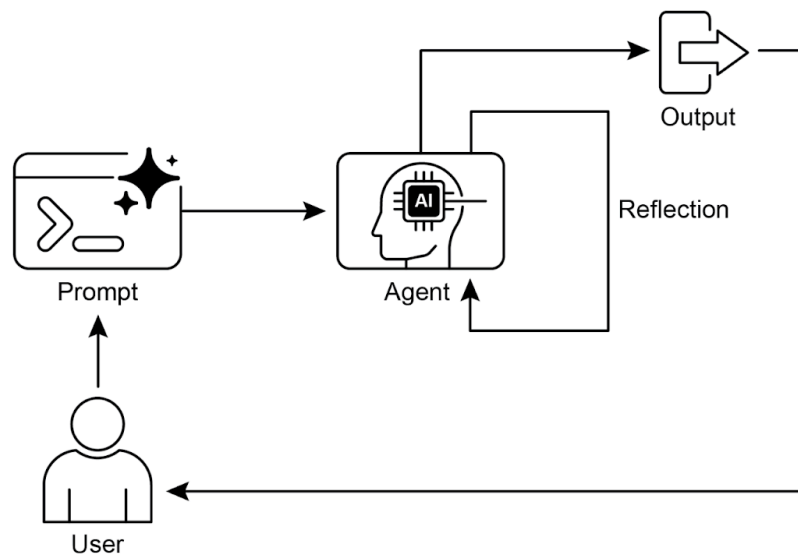 Output
AI
Reflection
Prompt
Agent
User